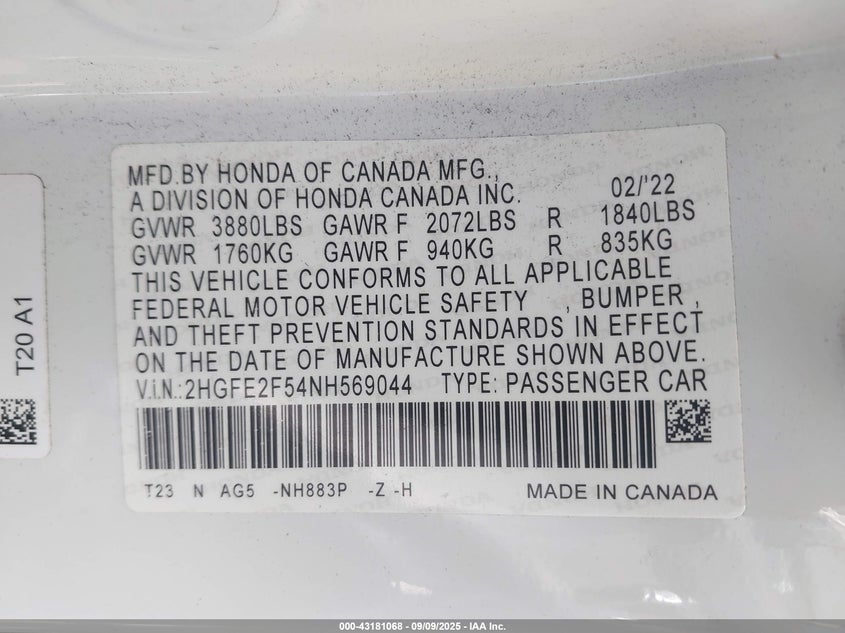 MFD.BY HONDA OF CANADA MFG.,
A DIVISION OF HONDA CANADA INC. 02/'22
GVWR 3880LBS GAWR F 2072LBS R 1840LBS
GVWR 1760KG GAWR F 940KG R 835KG
THIS VEHICLE CONFORMS TO ALL APPLICABLE
FEDERAL MOTOR VEHICLE SAFETY , BUMPER ,
AND THEFT PREVENTION STANDARDS IN EFFECT
ON THE DATE OF MANUFACTURE SHOWN ABOVE.
V.I.N.:2HGFE2F54NH569044 TYPE: PASSENGER CAR
T23 N AG5 -NH883P -Z -H MADE IN CANADA
T20 A1
000-43181068 - 09/09/2025 - IAA Inc.